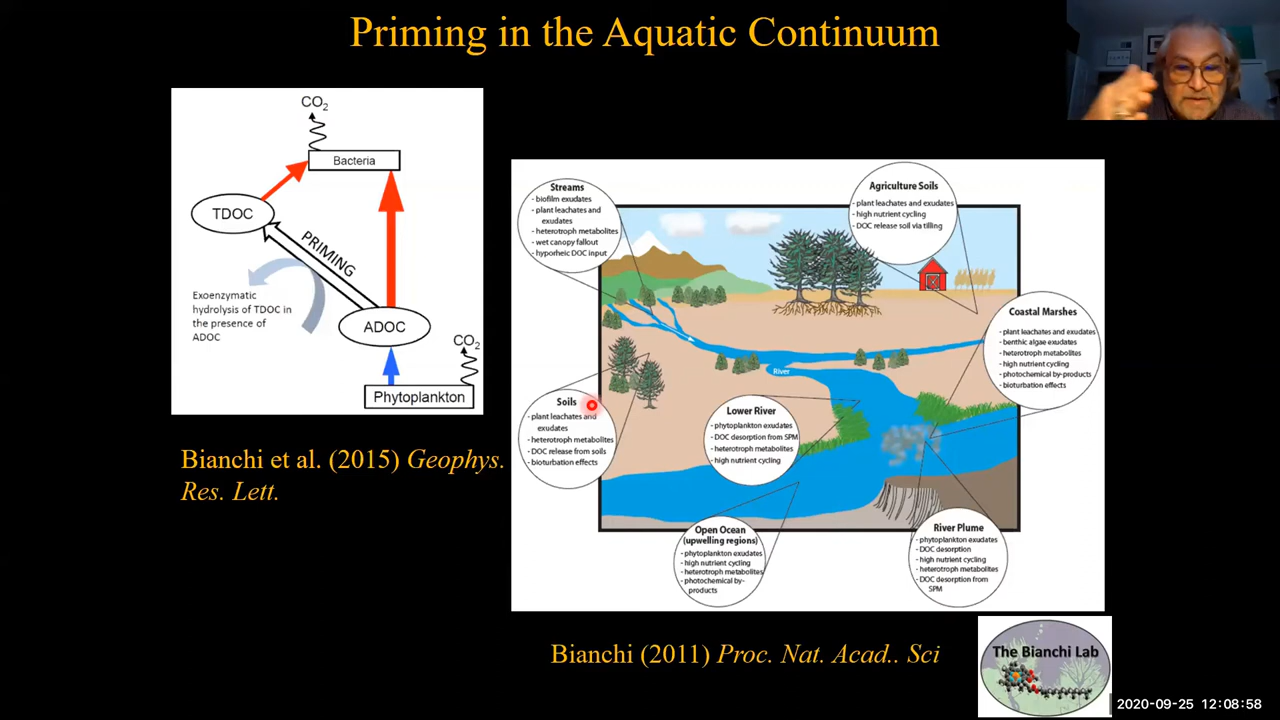 Priming in the Aquatic Continuum
CO2
Bacteria
TDOC
PRIMING
Exoenzymatic
hydrolysis of TDOC in
the presence of
ADOC
ADOC
CO2
Phytoplankton
Bianchi et al. (2015) Geophys.
Res. Lett.
Streams
- biofilm exudates
- plant leachates and
exudates
- heterotroph metabolites
- wet canopy fallout
- hyporheic DOC input
Agriculture Soils
- plant leachates and exudates
- high nutrient cycling
- DOC release soil via tilling
Coastal Marshes
- plant leachates and exudates
- benthic algae exudates
- heterotroph metabolites
- high nutrient cycling
- photochemical by-products
- bioturbation effects
River
Soils
- plant leachates and
exudates
- heterotroph metabolites
- DOC release from soils
- bioturbation effects
Lower River
- phytoplankton exudates
- DOC desorption from SPM
- heterotroph metabolites
- high nutrient cycling
Open Ocean
(upwelling regions)
- phytoplankton exudates
- high nutrient cycling
- heterotroph metabolites
- photochemical by-
products
River Plume
- phytoplankton exudates
- DOC desorption
- high nutrient cycling
- heterotroph metabolites
- DOC desorption from
SPM
Bianchi (2011) Proc. Nat. Acad.. Sci
The Bianchi Lab
2020-09-25 12:08:58